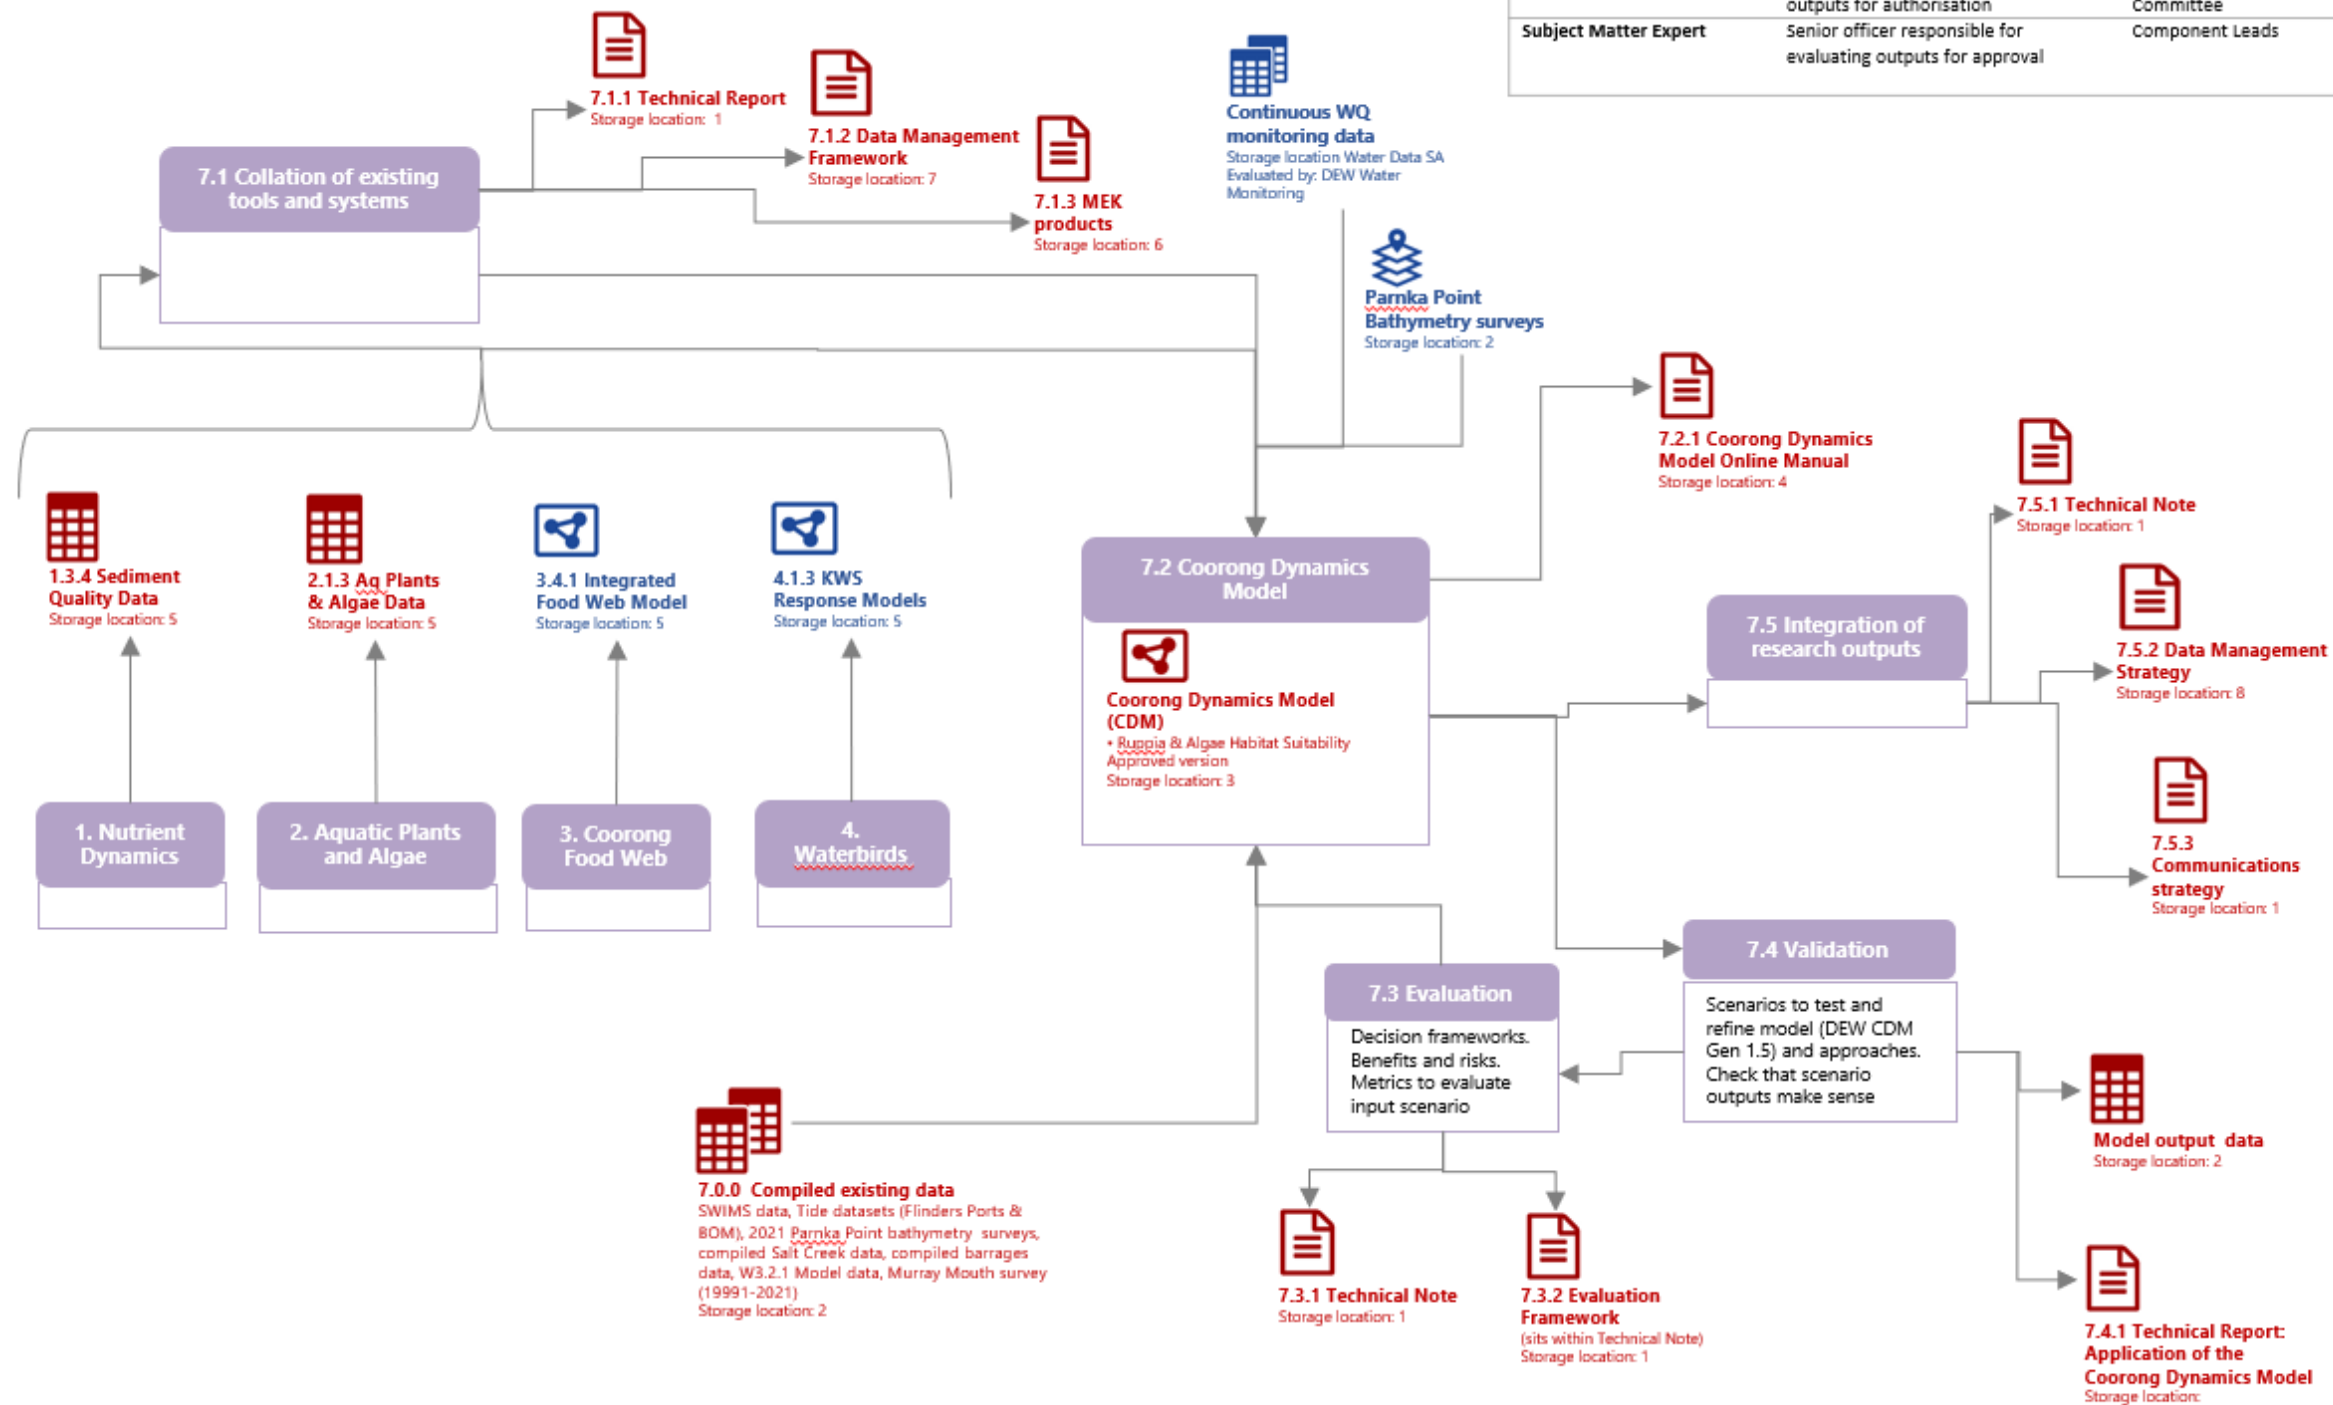 outputs for authorisation
Committee
Subject Matter Expert
Senior officer responsible for
evaluating outputs for approval
Component Leads
7.1.1 Technical Report
Storage location: 1
7.1.2 Data Management
Framework
Storage location: 7
7.1.3 MEK
products
Storage location: 6
Continuous WQ
monitoring data
Storage location Water Data SA
Evaluated by: DEW Water
Monitoring
7.1 Collation of existing
tools and systems
Parnka Point
Bathymetry surveys
Storage location: 2
7.2.1 Coorong Dynamics
Model Online Manual
Storage location: 4
7.5.1 Technical Note
Storage location: 1
1.3.4 Sediment
Quality Data
Storage location: 5
2.1.3 Aq Plants
& Algae Data
Storage location: 5
3.4.1 Integrated
Food Web Model
Storage location: 5
4.1.3 KWS
Response Models
Storage location: 5
7.2 Coorong Dynamics
Model
Coorong Dynamics Model
(CDM)
• Ruppia & Algae Habitat Suitability
Approved version
Storage location: 3
7.5 Integration of
research outputs
7.5.2 Data Management
Strategy
Storage location: 8
7.5.3
Communications
strategy
Storage location: 1
1. Nutrient
Dynamics
2. Aquatic Plants
and Algae
3. Coorong
Food Web
4.
Waterbirds
7.4 Validation
Scenarios to test and
refine model (DEW CDM
Gen 1.5) and approaches.
Check that scenario
outputs make sense
7.3 Evaluation
Decision frameworks.
Benefits and risks.
Metrics to evaluate
input scenario
Model output data
Storage location: 2
7.0.0 Compiled existing data
SWIMS data, Tide datasets (Flinders Ports &
BOM), 2021 Parnka Point bathymetry surveys,
compiled Salt Creek data, compiled barrages
data, W3.2.1 Model data, Murray Mouth survey
(19991-2021)
Storage location: 2
7.3.1 Technical Note
Storage location: 1
7.3.2 Evaluation
Framework
(sits within Technical Note)
Storage location: 1
7.4.1 Technical Report:
Application of the
Coorong Dynamics Model
Storage location: